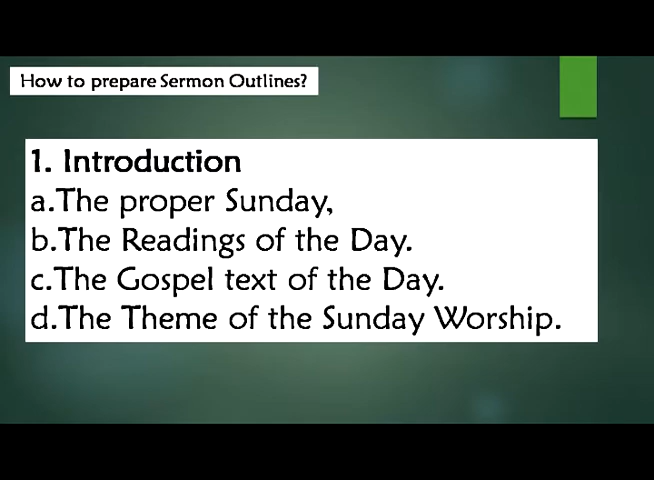 How to prepare Sermon Outlines?
1. Introduction
a.The proper Sunday,
b.The Readings of the Day.
c.The Gospel text of the Day.
d.The Theme of the Sunday Worship.